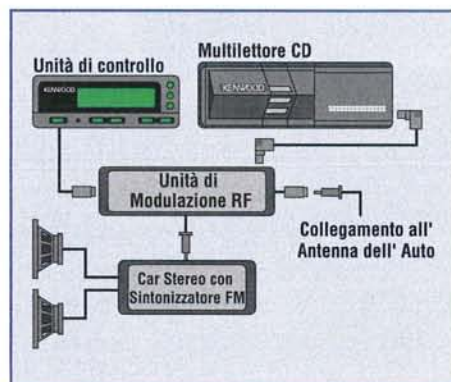 Unità di controllo
Multilettore CD
KENWOOD
KENWOOD
Unità di
Modulazione RF
Collegamento all'
Antenna dell' Auto
Car Stereo con
Sintonizzatore FM